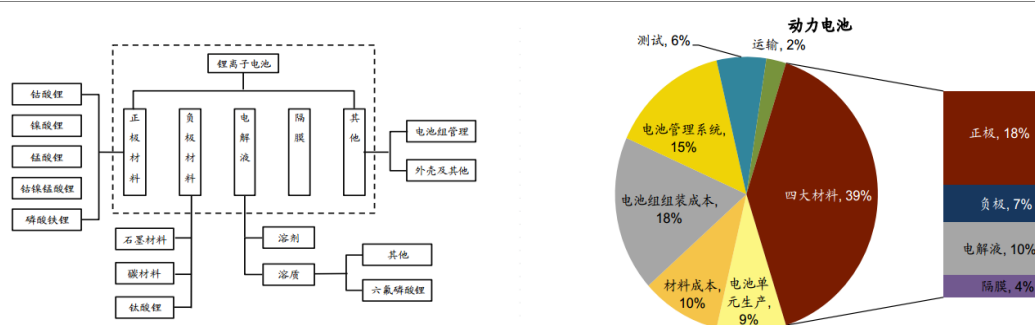 锂离子电池
钴酸锂
镍酸锂
锰酸锂
钴镍锰酸锂
磷酸铁锂
正极材料
负极材料
电解液
隔膜
其他
电池组管理
外壳及其他
石墨材料
碳材料
钛酸锂
溶剂
溶质
其他
六氟磷酸锂
动力电池
测试, 6%
运输, 2%
电池管理系统,
15%
电池组组装成本,
18%
材料成本,
10%
电池单
元生产,
9%
四大材料, 39%
正极, 18%
负极, 7%
电解液, 10%
隔膜, 4%